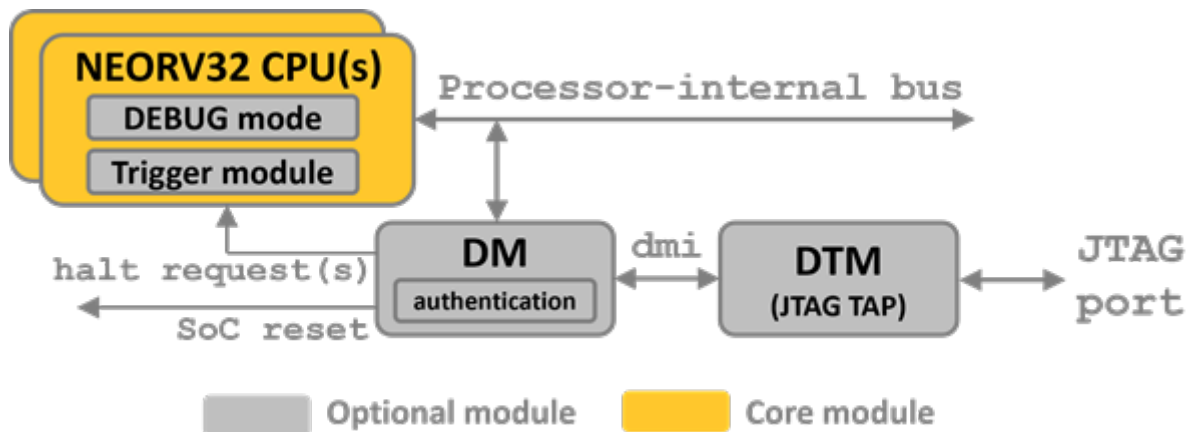 NEORV32 CPU(s)
DEBUG mode
Trigger module
Processor-internal bus
halt request(s)
SoC reset
DM
authentication
dmi
DTM
(JTAG TAP)
JTAG
port
Optional module
Core module